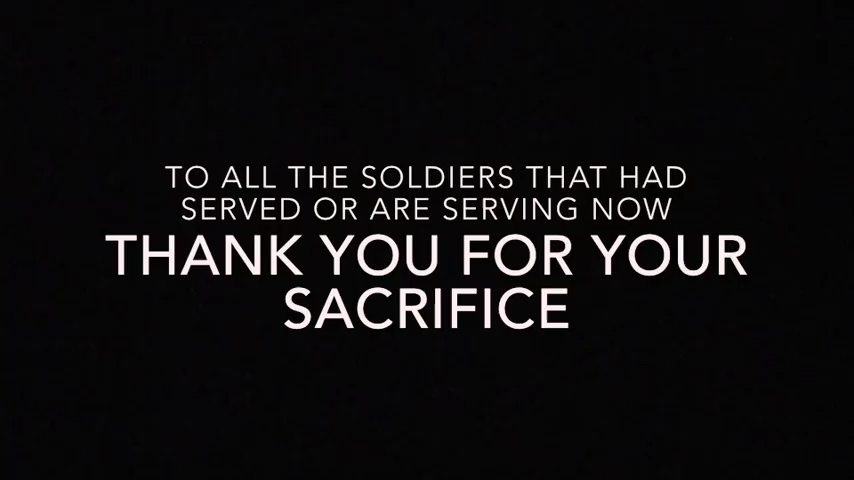 TO ALL THE SOLDIERS THAT HAD
SERVED OR ARE SERVING NOW
THANK YOU FOR YOUR
SACRIFICE